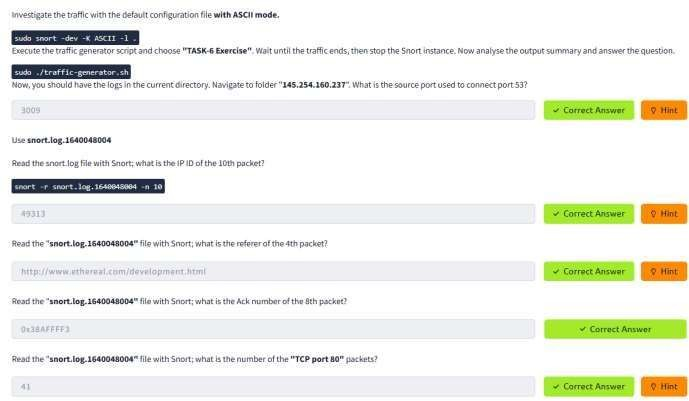 Investigate the traffic with the default configuration file with ASCII mode.
sudo snort -dev -K ASCII -l .
Execute the traffic generator script and choose "TASK-6 Exercise". Wait until the traffic ends, then stop the Snort instance. Now analyse the output summary and answer the question.
sudo ./traffic-generator.sh
Now, you should have the logs in the current directory. Navigate to folder "145.254.160.237". What is the source port used to connect port 53?
3009
Correct Answer
Hint
Use snort.log.1640048004
Read the snort.log file with Snort; what is the IP ID of the 10th packet?
snort -r snort.log.1640048004 -n 10
49313
Correct Answer
Hint
Read the "snort.log.1640048004" file with Snort; what is the referer of the 4th packet?
http://www.ethereal.com/development.html
Correct Answer
Hint
Read the "snort.log.1640048004" file with Snort; what is the Ack number of the 8th packet?
0x38AFFFF3
Correct Answer
Read the "snort.log.1640048004" file with Snort; what is the number of the "TCP port 80" packets?
41
Correct Answer
Hint